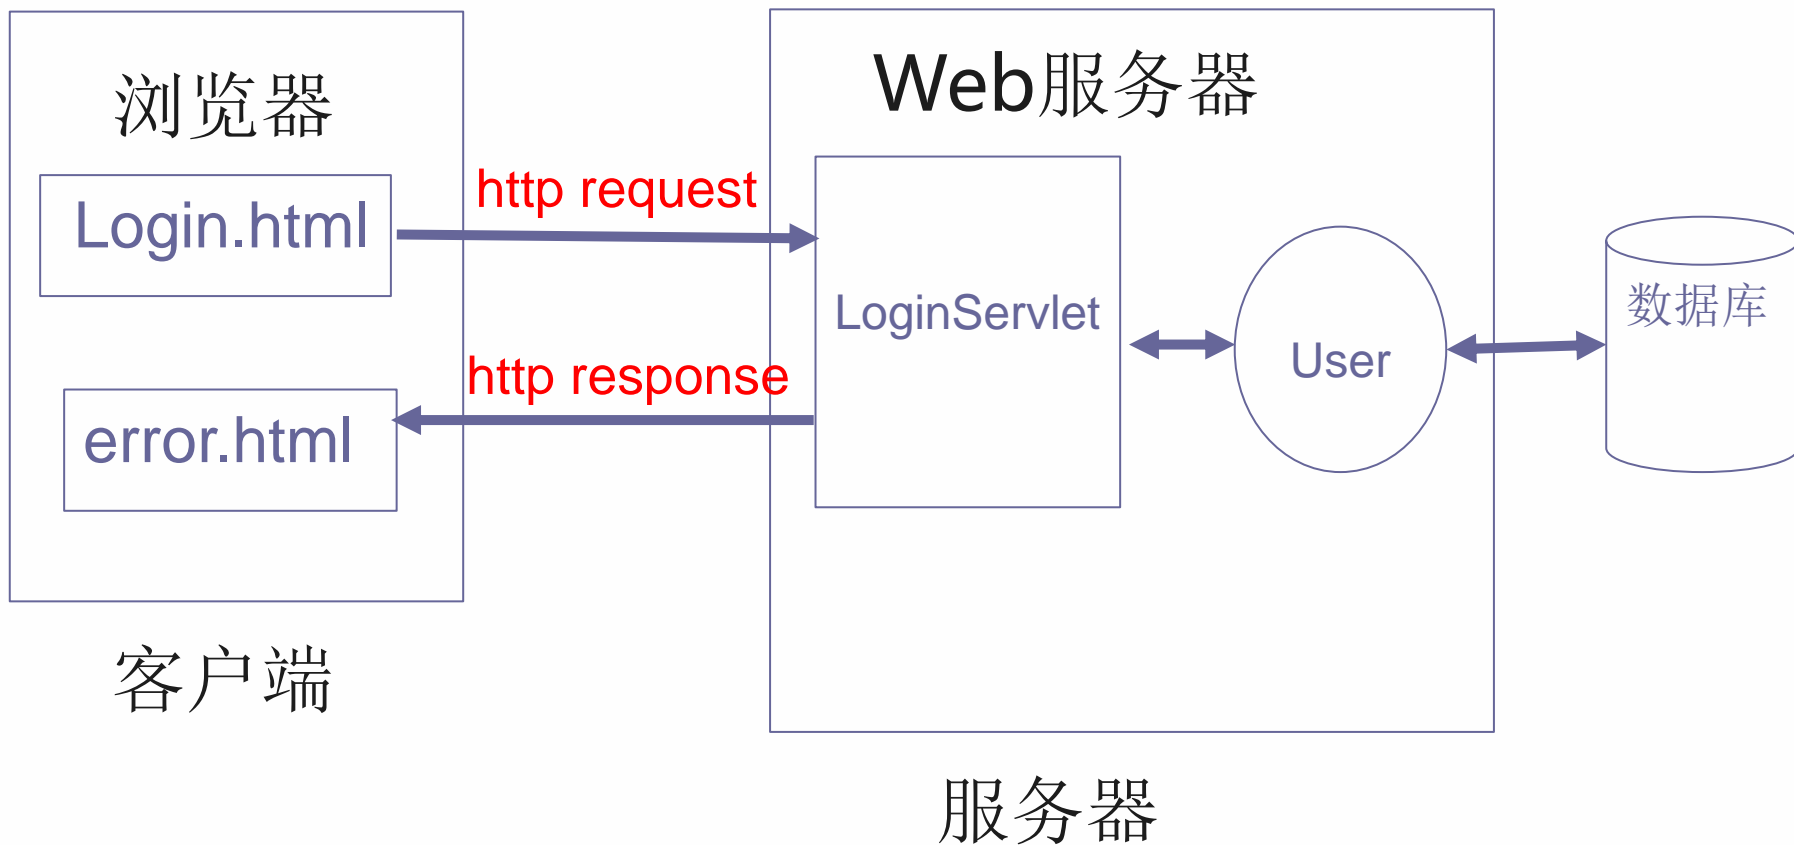 浏览器
Login.html
error.html
客户端
http request
http response
Web服务器
LoginServlet
User
数据库
服务器